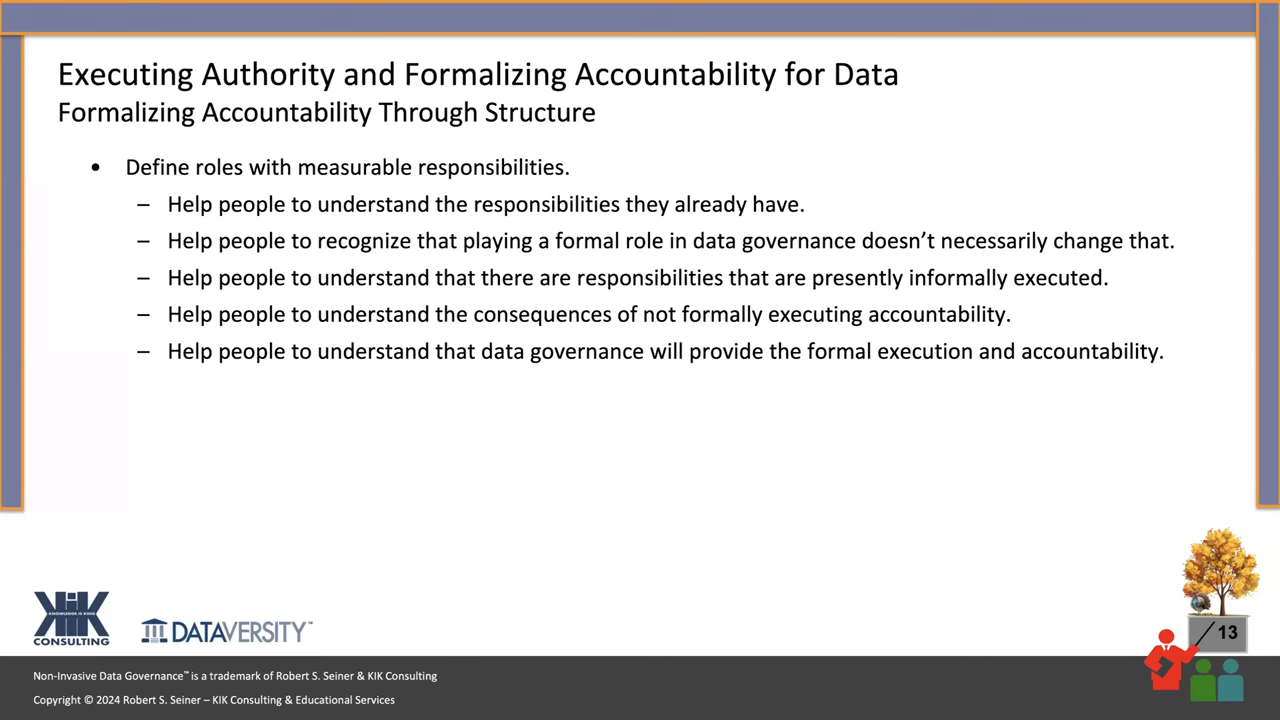 Executing Authority and Formalizing Accountability for Data
Formalizing Accountability Through Structure
• Define roles with measurable responsibilities.
– Help people to understand the responsibilities they already have.
– Help people to recognize that playing a formal role in data governance doesn’t necessarily change that.
– Help people to understand that there are responsibilities that are presently informally executed.
– Help people to understand the consequences of not formally executing accountability.
– Help people to understand that data governance will provide the formal execution and accountability.
KIK
KNOWLEDGE IS KING
CONSULTING
DATAVERSITY™
13
Non-Invasive Data Governance™ is a trademark of Robert S. Seiner & KIK Consulting
Copyright © 2024 Robert S. Seiner – KIK Consulting & Educational Services